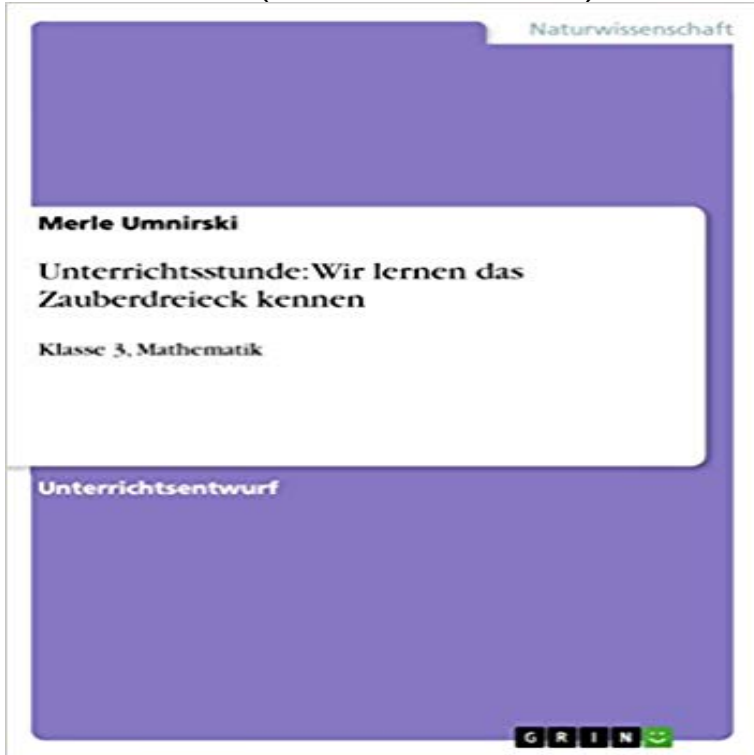 Naturwissenschaft
Merle Umnirski
Unterrichtsstunde: Wir lernen das
Zauberdreieck kennen
Klasse 3, Mathematik
Unterrichtsentwurf
GRIN